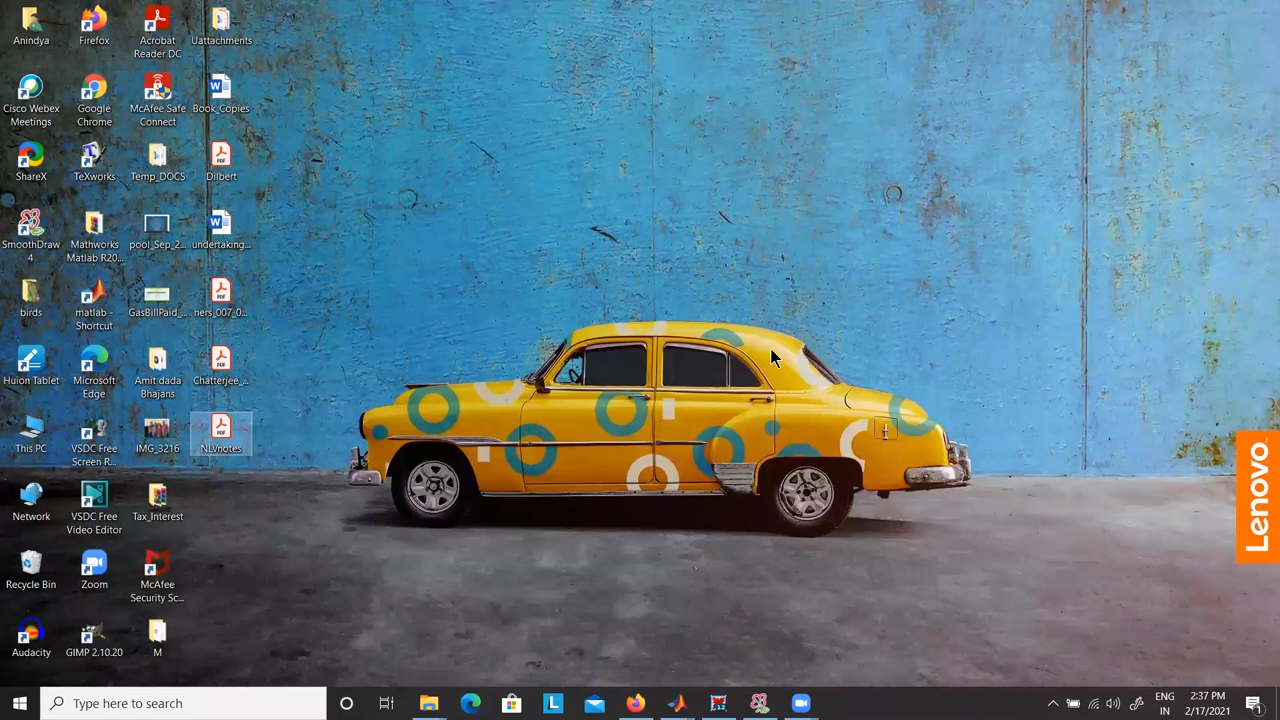 Anindya
Firefox
Acrobat
Reader DC
Uattachments
Cisco Webex
Meetings
Google
Chrome
McAfee Safe
Connect
Book_Copies
ShareX
TeXworks
Temp_DOCS
Dilbert
SmoothDraw
4
Mathworks
Matlab R20...
pool_Sep_2...
undertaking...
birds
matlab -
Shortcut
GasBillPaid_...
ners_007_0...
Huion Tablet
Microsoft
Edge
Amit dada
Bhajans
Chatterjee_...
This PC
VSDC Free
Screen R...
IMG_3216
NLVnotes
Network
VSDC Free
Video Editor
Tax_Interest
Recycle Bin
Zoom
McAfee
Security Sc...
Audacity
GIMP 2.10.20
M
Lenovo
Type here to search
ENG
IN
2:37 PM
2/17/2021